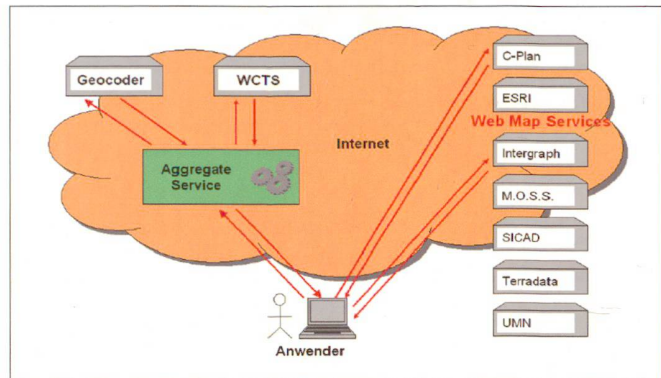 Geocoder
WCTS
C-Plan
ESRI
Web Map Services
Internet
Intergraph
Aggregate
Service
M.O.S.S.
SICAD
Terradata
UMN
Anwender